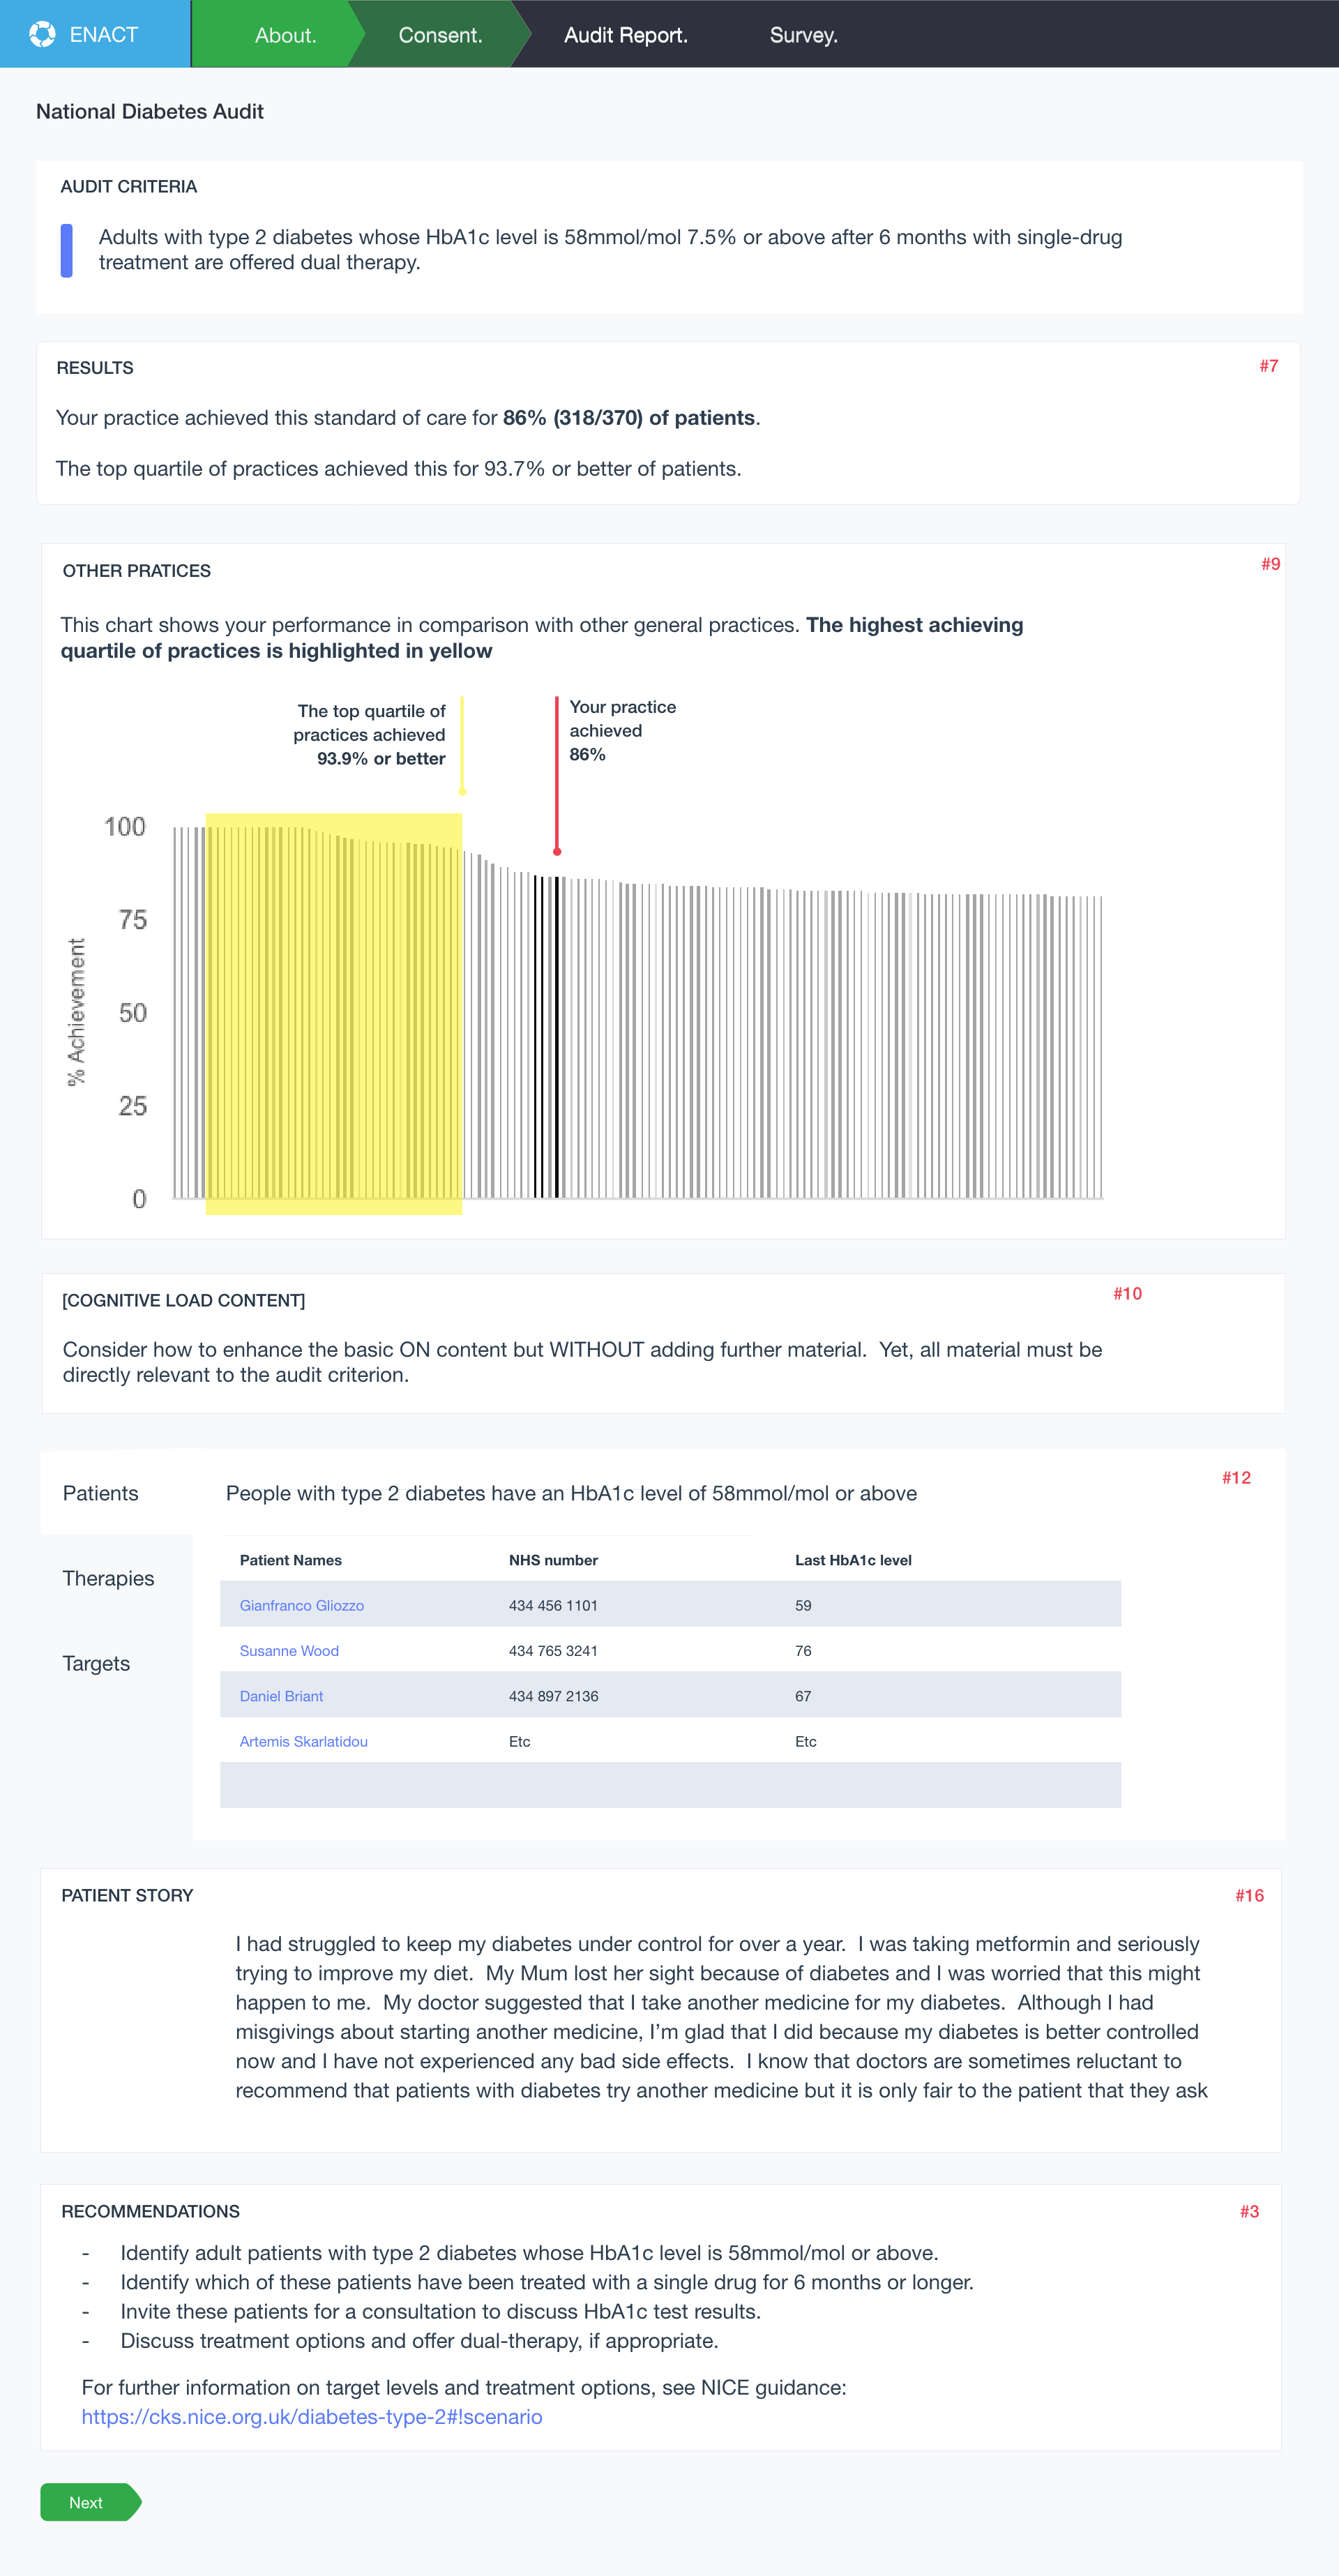 ENACT
About.
Consent.
Audit Report.
Survey.
National Diabetes Audit
AUDIT CRITERIA
Adults with type 2 diabetes whose HbA1c level is 58mmol/mol 7.5% or above after 6 months with single-drug
treatment are offered dual therapy.
RESULTS
#7
Your practice achieved this standard of care for 86% (318/370) of patients.
The top quartile of practices achieved this for 93.7% or better of patients.
OTHER PRATICES
#9
This chart shows your performance in comparison with other general practices. The highest achieving
quartile of practices is highlighted in yellow
The top quartile of
practices achieved
93.9% or better
Your practice
achieved
86%
100
75
50
25
0
% Achievement
[COGNITIVE LOAD CONTENT]
#10
Consider how to enhance the basic ON content but WITHOUT adding further material.  Yet, all material must be
directly relevant to the audit criterion.
Patients
Therapies
Targets
#12
People with type 2 diabetes have an HbA1c level of 58mmol/mol or above
Patient Names NHS number Last HbA1c level
Gianfranco Gliozzo 434 456 1101 59
Susanne Wood 434 765 3241 76
Daniel Briant 434 897 2136 67
Artemis Skarlatidou Etc Etc
PATIENT STORY
#16
I had struggled to keep my diabetes under control for over a year.  I was taking metformin and seriously
trying to improve my diet.  My Mum lost her sight because of diabetes and I was worried that this might
happen to me.  My doctor suggested that I take another medicine for my diabetes.  Although I had
misgivings about starting another medicine, I’m glad that I did because my diabetes is better controlled
now and I have not experienced any bad side effects.  I know that doctors are sometimes reluctant to
recommend that patients with diabetes try another medicine but it is only fair to the patient that they ask
RECOMMENDATIONS
#3
- Identify adult patients with type 2 diabetes whose HbA1c level is 58mmol/mol or above.
- Identify which of these patients have been treated with a single drug for 6 months or longer.
- Invite these patients for a consultation to discuss HbA1c test results.
- Discuss treatment options and offer dual-therapy, if appropriate.
For further information on target levels and treatment options, see NICE guidance:
https://cks.nice.org.uk/diabetes-type-2#!scenario
Next